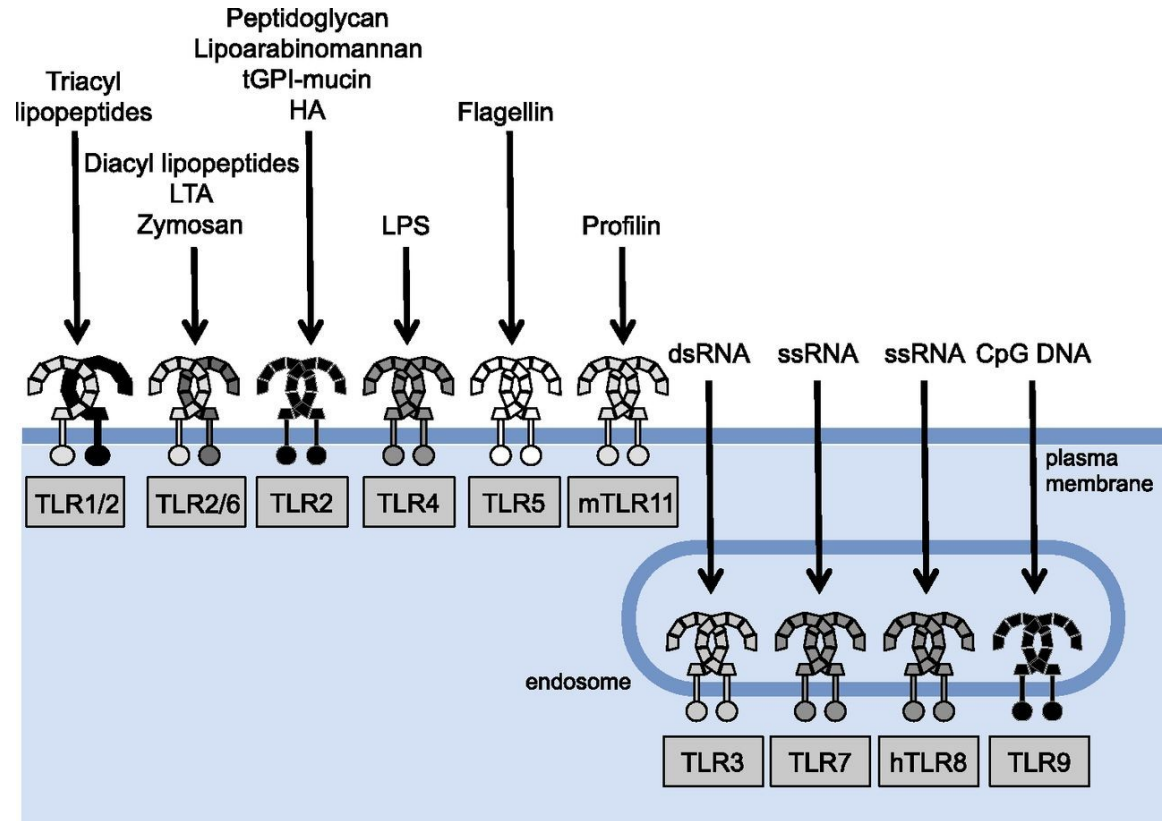 Peptidoglycan
Lipoarabinomannan
tGPI-mucin
HA
Triacyl
lipopeptides
Flagellin
Diacyl lipopeptides
LTA
Zymosan
LPS
Profilin
dsRNA
ssRNA
ssRNA
CpG DNA
plasma
membrane
TLR1/2
TLR2/6
TLR2
TLR4
TLR5
mTLR11
endosome
TLR3
TLR7
hTLR8
TLR9